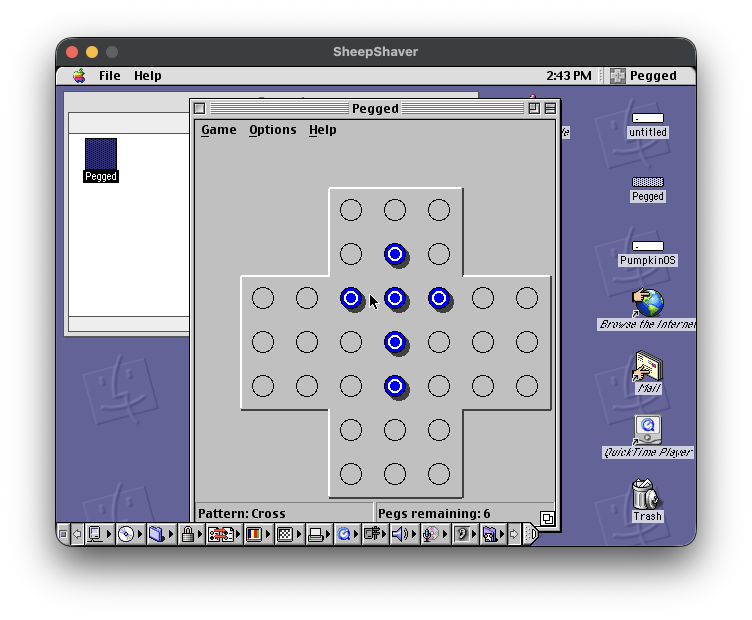 SheepShaver
File Help 2:43 PM Pegged
Pegged
Game Options Help
untitled
Pegged
Pegged
PumpkinOS
Browse the Internet
Mail
QuickTime Player
Trash
Pattern: Cross
Pegs remaining: 6